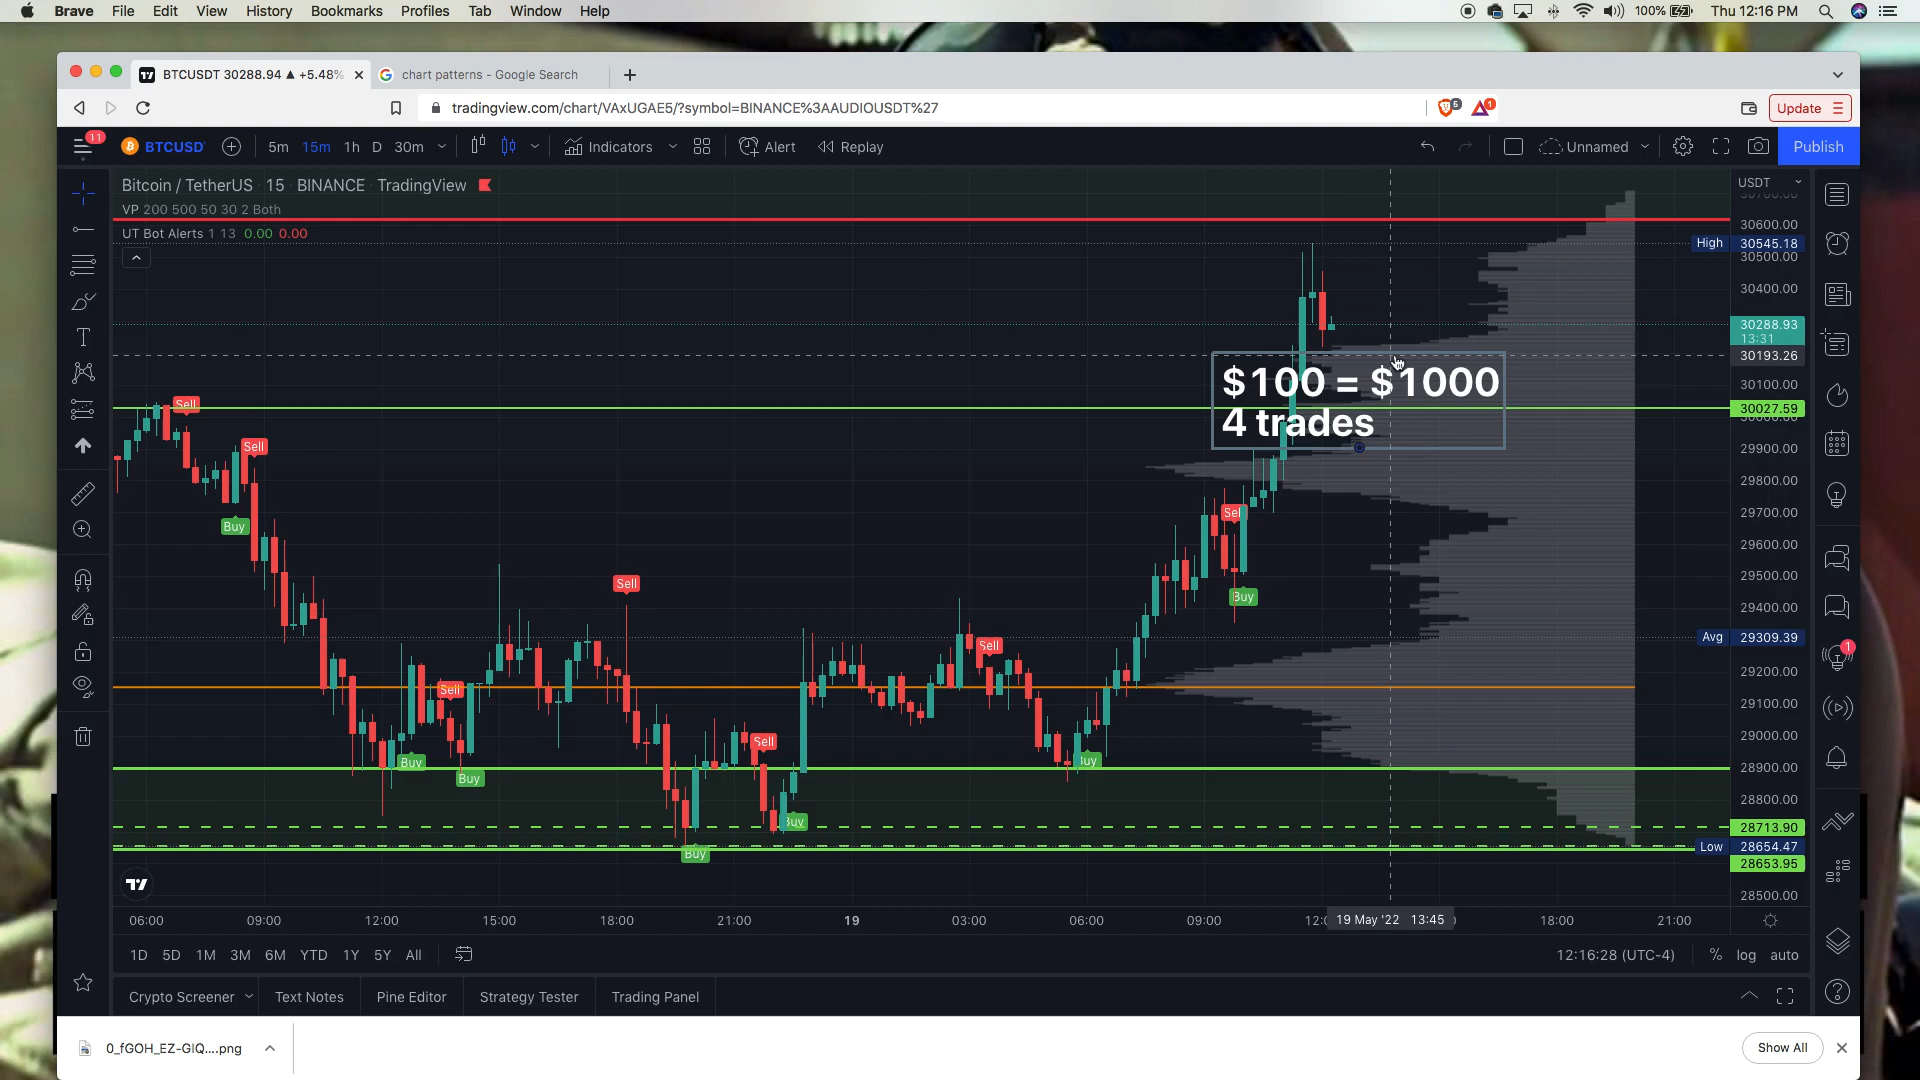 Brave File Edit View History Bookmarks Profiles Tab Window Help 100% Thu 12:16 PM
BTCUSDT 30288.94 ▲ +5.48% chart patterns - Google Search
tradingview.com/chart/VAxUGAE5/?symbol=BINANCE%3AAUDIOUSDT%27 5 1 Update
11 BTCUSD 5m 15m 1h D 30m Indicators Alert Replay Unnamed Publish
Bitcoin / TetherUS 15 BINANCE TradingView USDT
VP 200 500 50 30 2 Both
30600.00
UT Bot Alerts 1 13 0.00 0.00
High 30545.18
30500.00
30400.00
30288.93
13:31
30193.26
$100 = $1000
30100.00
Sell
30027.59
4 trades
Sell
29900.00
29800.00
Sell
29700.00
Buy
29600.00
Sell
29500.00
Buy
29400.00
Avg 29309.39
Sell
29200.00
Sell
29100.00
Sell
29000.00
Buy
Buy
28900.00
Buy
28800.00
Buy
28713.90
Low 28654.47
Buy
28653.95
28500.00
06:00 09:00 12:00 15:00 18:00 21:00 19 03:00 06:00 09:00 19 May '22 13:45 18:00 21:00
1D 5D 1M 3M 6M YTD 1Y 5Y All 12:16:28 (UTC-4) % log auto
Crypto Screener Text Notes Pine Editor Strategy Tester Trading Panel
0_fGOH_EZ-GIQ....png Show All